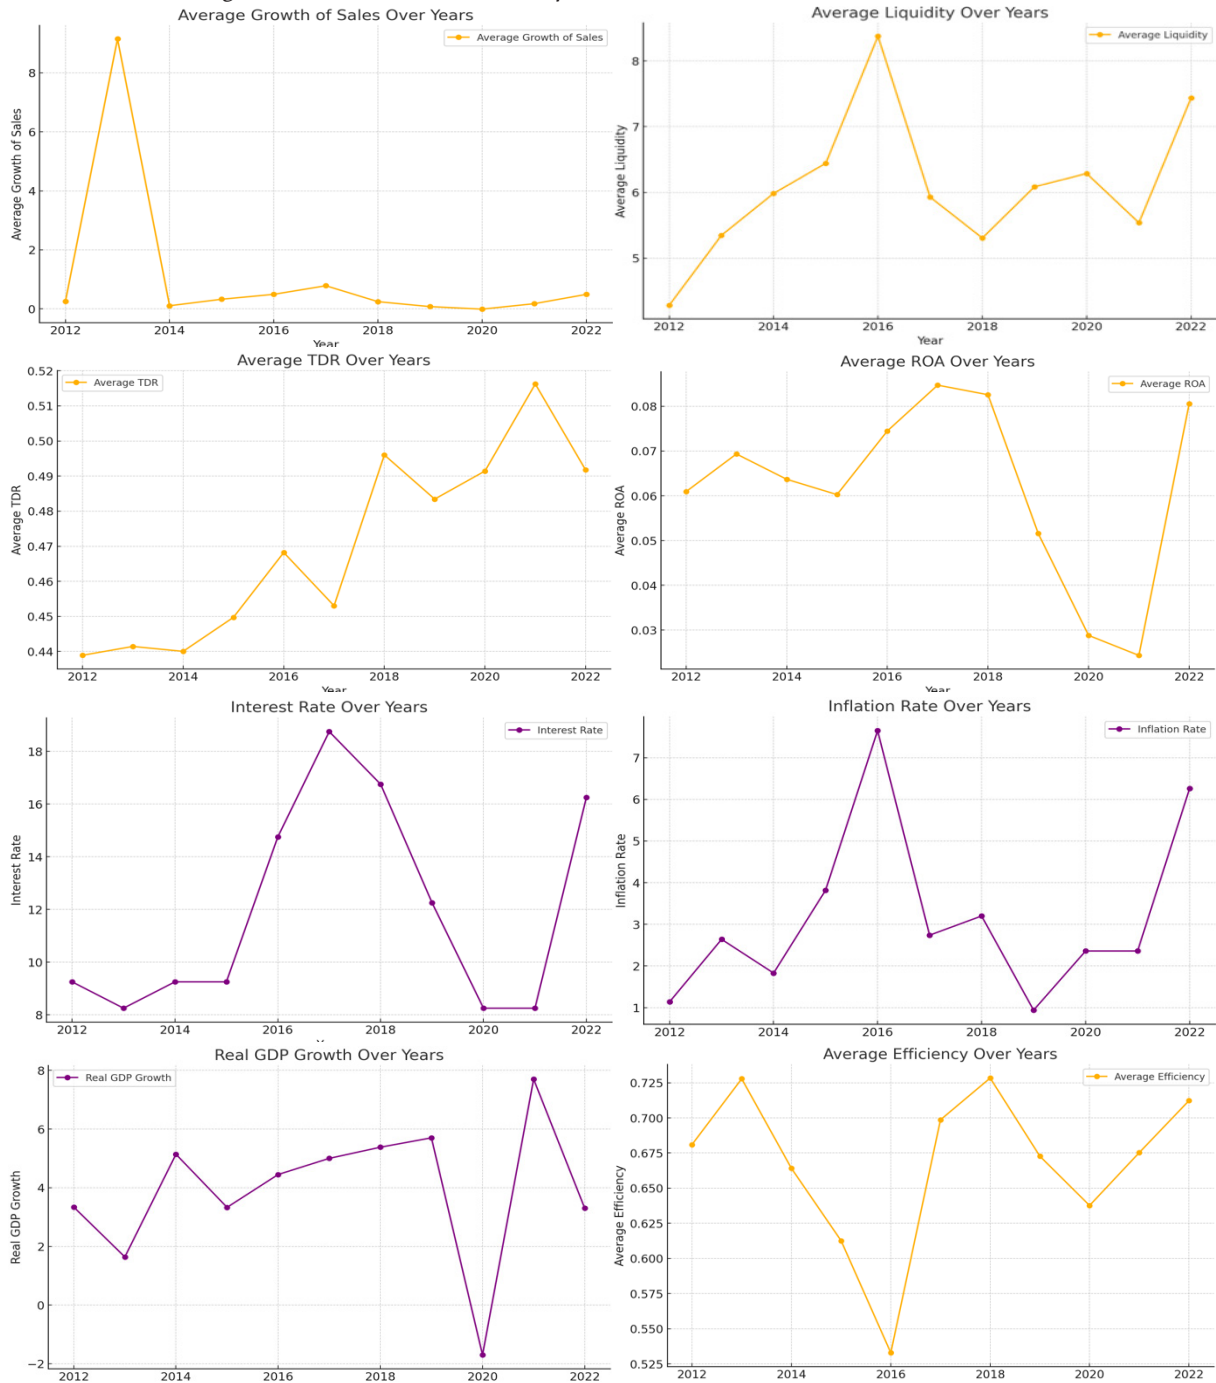 Average Growth of Sales Over Years
Average Growth of Sales
Average Growth of Sales
8
6
4
2
0
2012 2014 2016 2018 2020 2022
Year
Average Liquidity Over Years
Average Liquidity
Average Liquidity
8
7
6
5
2012 2014 2016 2018 2020 2022
Year
Average TDR Over Years
Average TDR
Average TDR
0.52
0.51
0.50
0.49
0.48
0.47
0.46
0.45
0.44
2012 2014 2016 2018 2020 2022
Year
Average ROA Over Years
Average ROA
Average ROA
0.08
0.07
0.06
0.05
0.04
0.03
2012 2014 2016 2018 2020 2022
Year
Interest Rate Over Years
Interest Rate
Interest Rate
18
16
14
12
10
8
2012 2014 2016 2018 2020 2022
Inflation Rate Over Years
Inflation Rate
Inflation Rate
7
6
5
4
3
2
1
2012 2014 2016 2018 2020 2022
Real GDP Growth Over Years
Real GDP Growth
Real GDP Growth
8
6
4
2
0
−2
2012 2014 2016 2018 2020 2022
Average Efficiency Over Years
Average Efficiency
Average Efficiency
0.725
0.700
0.675
0.650
0.625
0.600
0.575
0.550
0.525
2012 2014 2016 2018 2020 2022